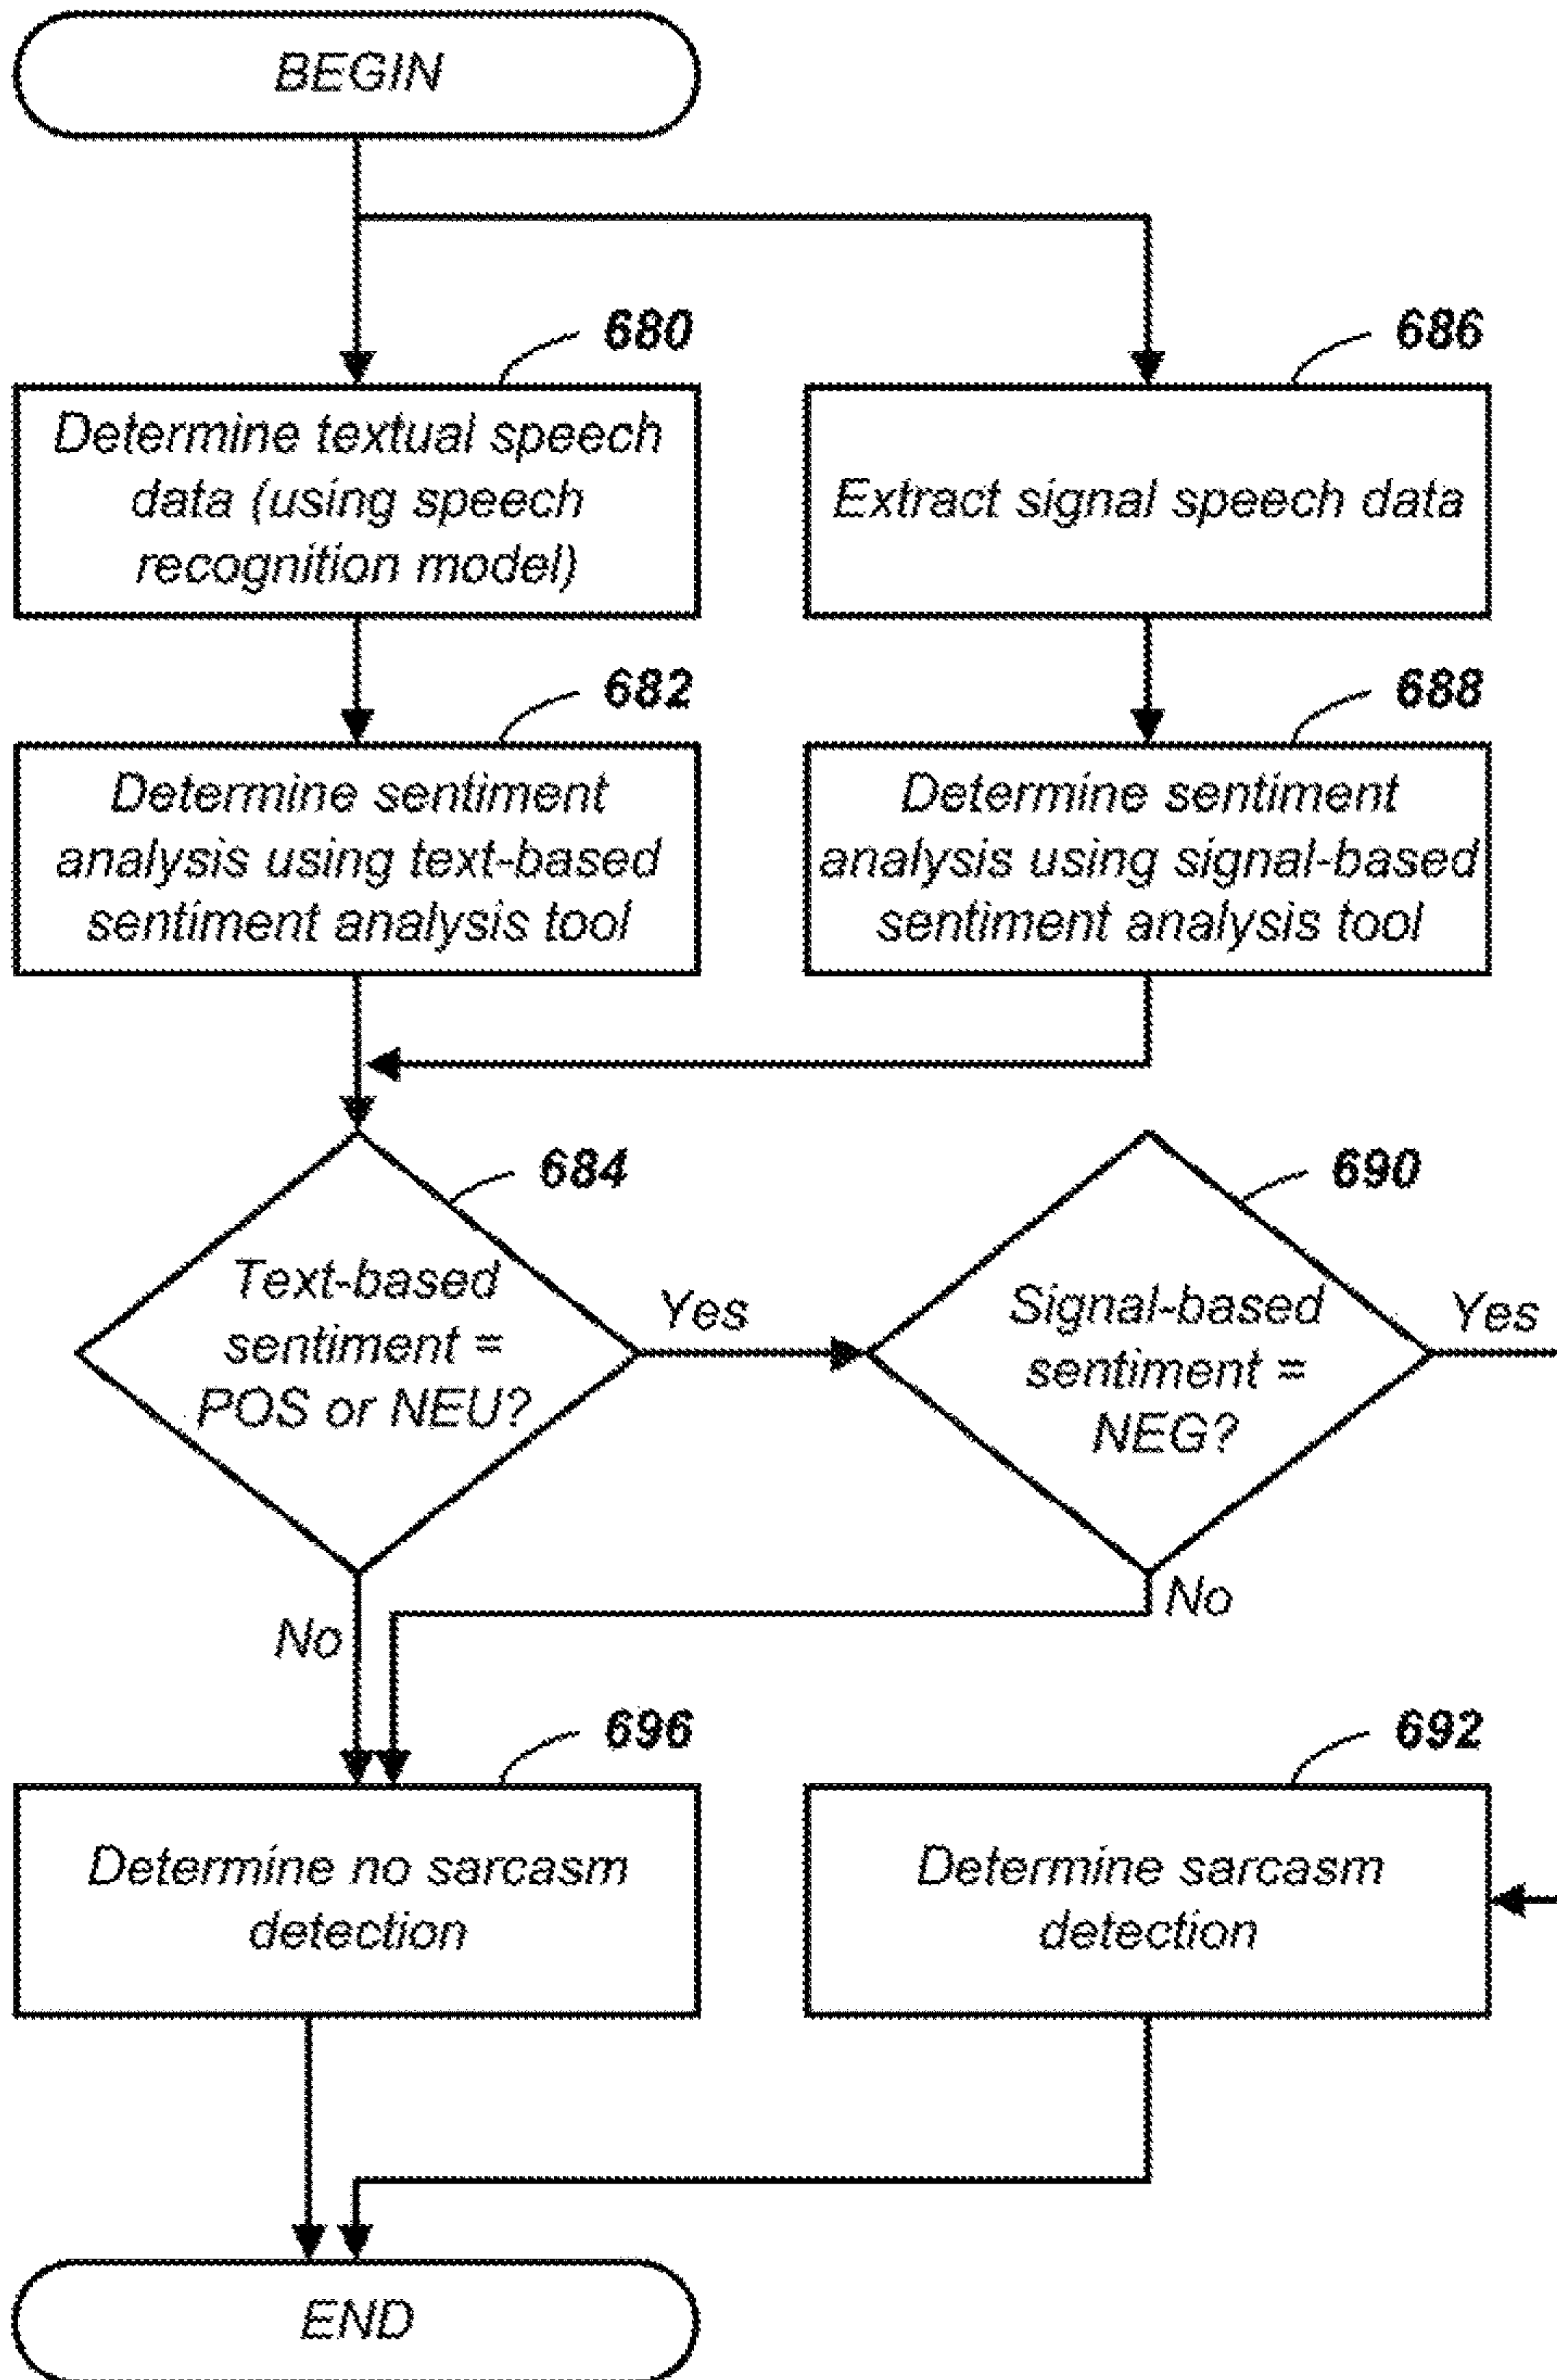 BEGIN
680
Determine textual speech
data (using speech
recognition model)
686
Extract signal speech data
682
Determine sentiment
analysis using text-based
sentiment analysis tool
688
Determine sentiment
analysis using signal-based
sentiment analysis tool
684
Text-based
sentiment =
POS or NEU?
Yes
No
690
Signal-based
sentiment =
NEG?
Yes
No
696
Determine no sarcasm
detection
692
Determine sarcasm
detection
END